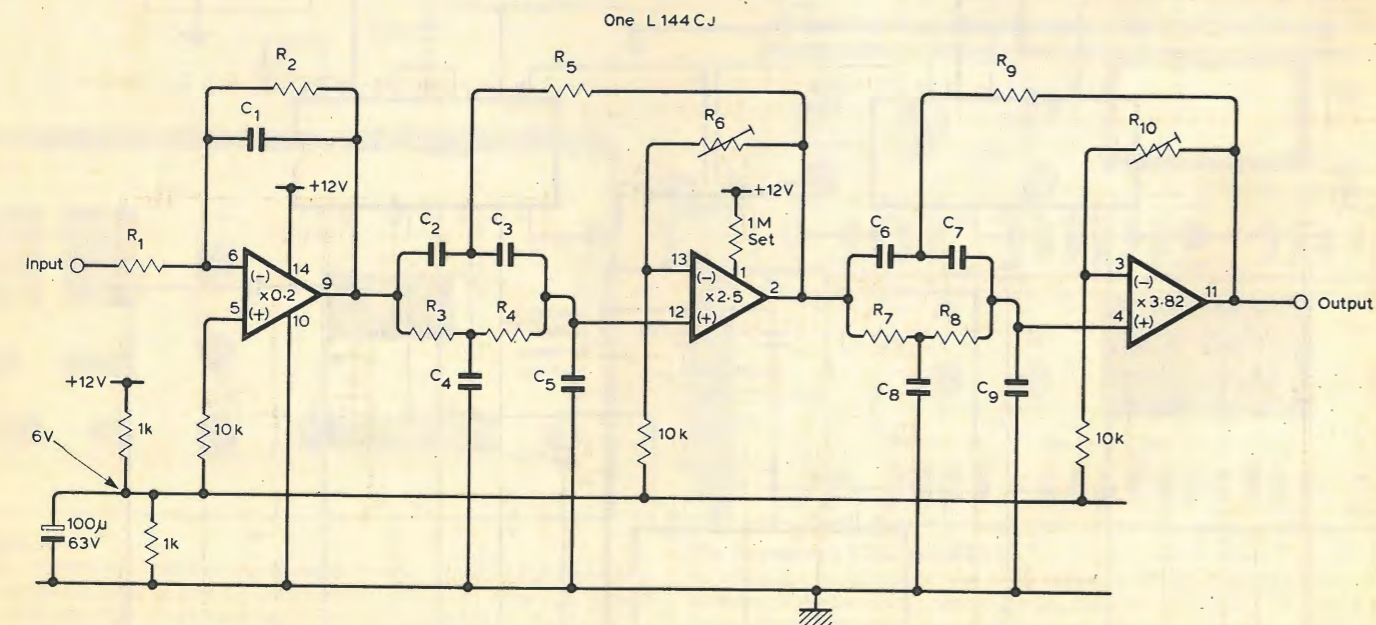 One L144CJ
R2
C1
+12V
Input
R1
6
(-)
14
×0·2
9
5
(+)
10
+12V
1k
10k
6V
100µ
63V
1k
R5
R6
+12V
1M
Set
C2
C3
R3
R4
C4
C5
13
(-)
1
×2·5
2
12
(+)
10k
R9
R10
C6
C7
R7
R8
C8
C9
3
(-)
×3·82
11
4
(+)
Output
10k